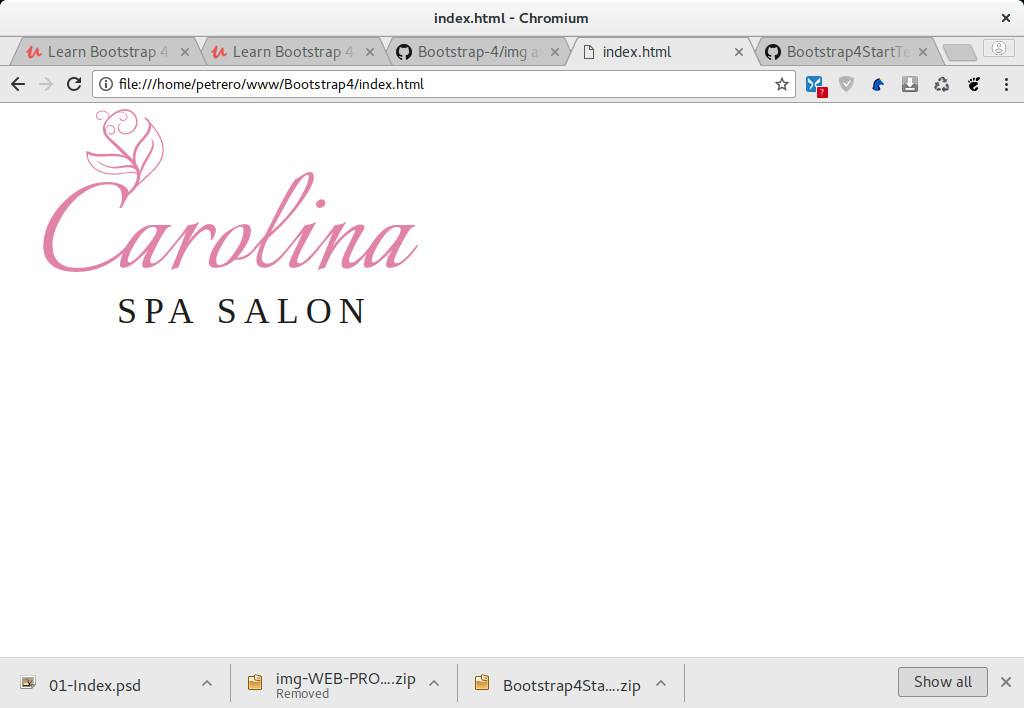 index.html - Chromium
Learn Bootstrap 4
Learn Bootstrap 4
Bootstrap-4/img a
index.html
Bootstrap4StartTe
file:///home/petrero/www/Bootstrap4/index.html
?
Carolina
SPA SALON
01-Index.psd
img-WEB-PRO....zip
Removed
Bootstrap4Sta....zip
Show all